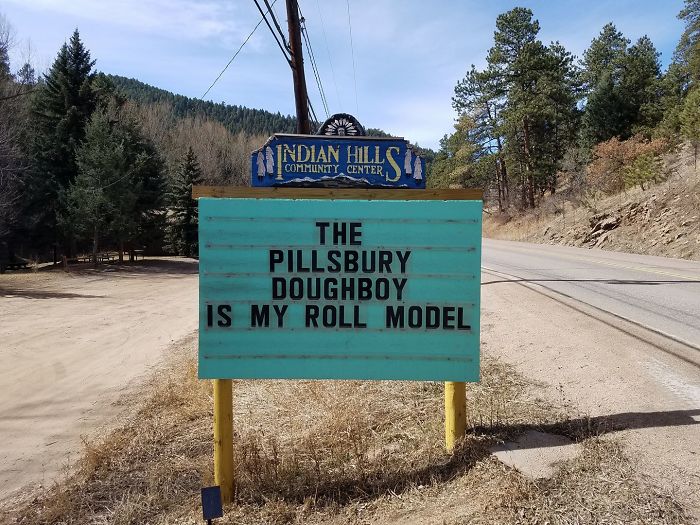 INDIAN HILLS
COMMUNITY CENTER
THE
PILLSBURY
DOUGHBOY
IS MY ROLL MODEL